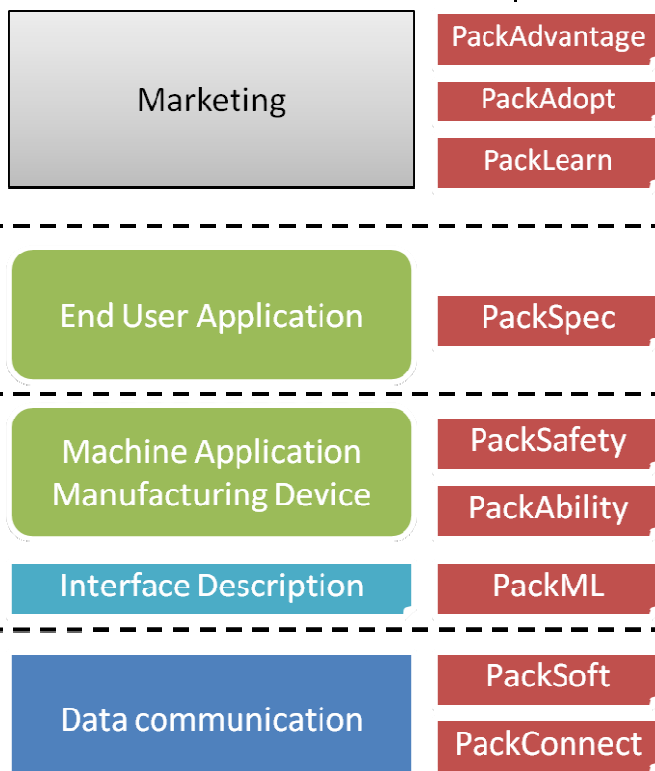 Marketing
PackAdvantage
PackAdopt
PackLearn
End User Application
PackSpec
Machine Application
Manufacturing Device
PackSafety
PackAbility
Interface Description
PackML
Data communication
PackSoft
PackConnect